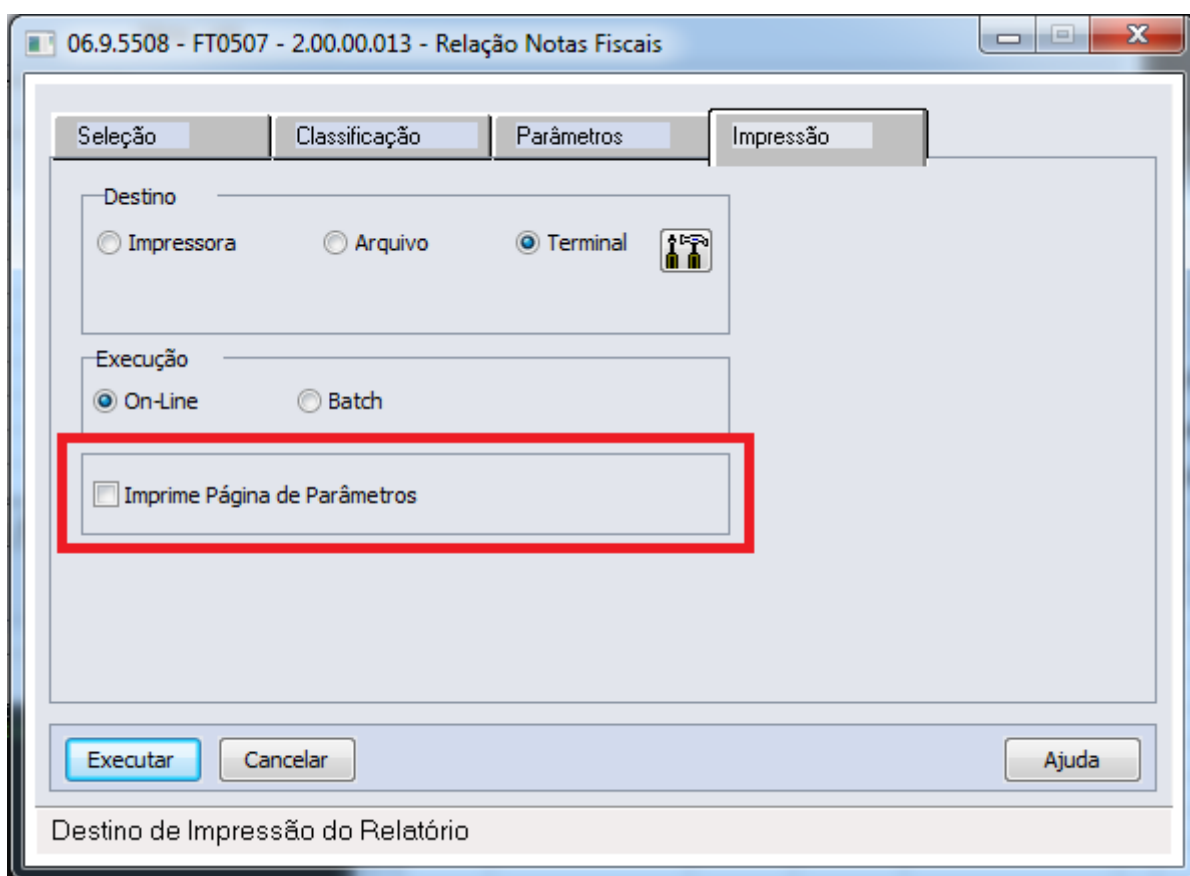 06.9.5508 - FT0507 - 2.00.00.013 - Relação Notas Fiscais
Seleção Classificação Parâmetros Impressão
Destino
Impressora Arquivo Terminal
Execução
On-Line Batch
Imprime Página de Parâmetros
Executar Cancelar Ajuda
Destino de Impressão do Relatório